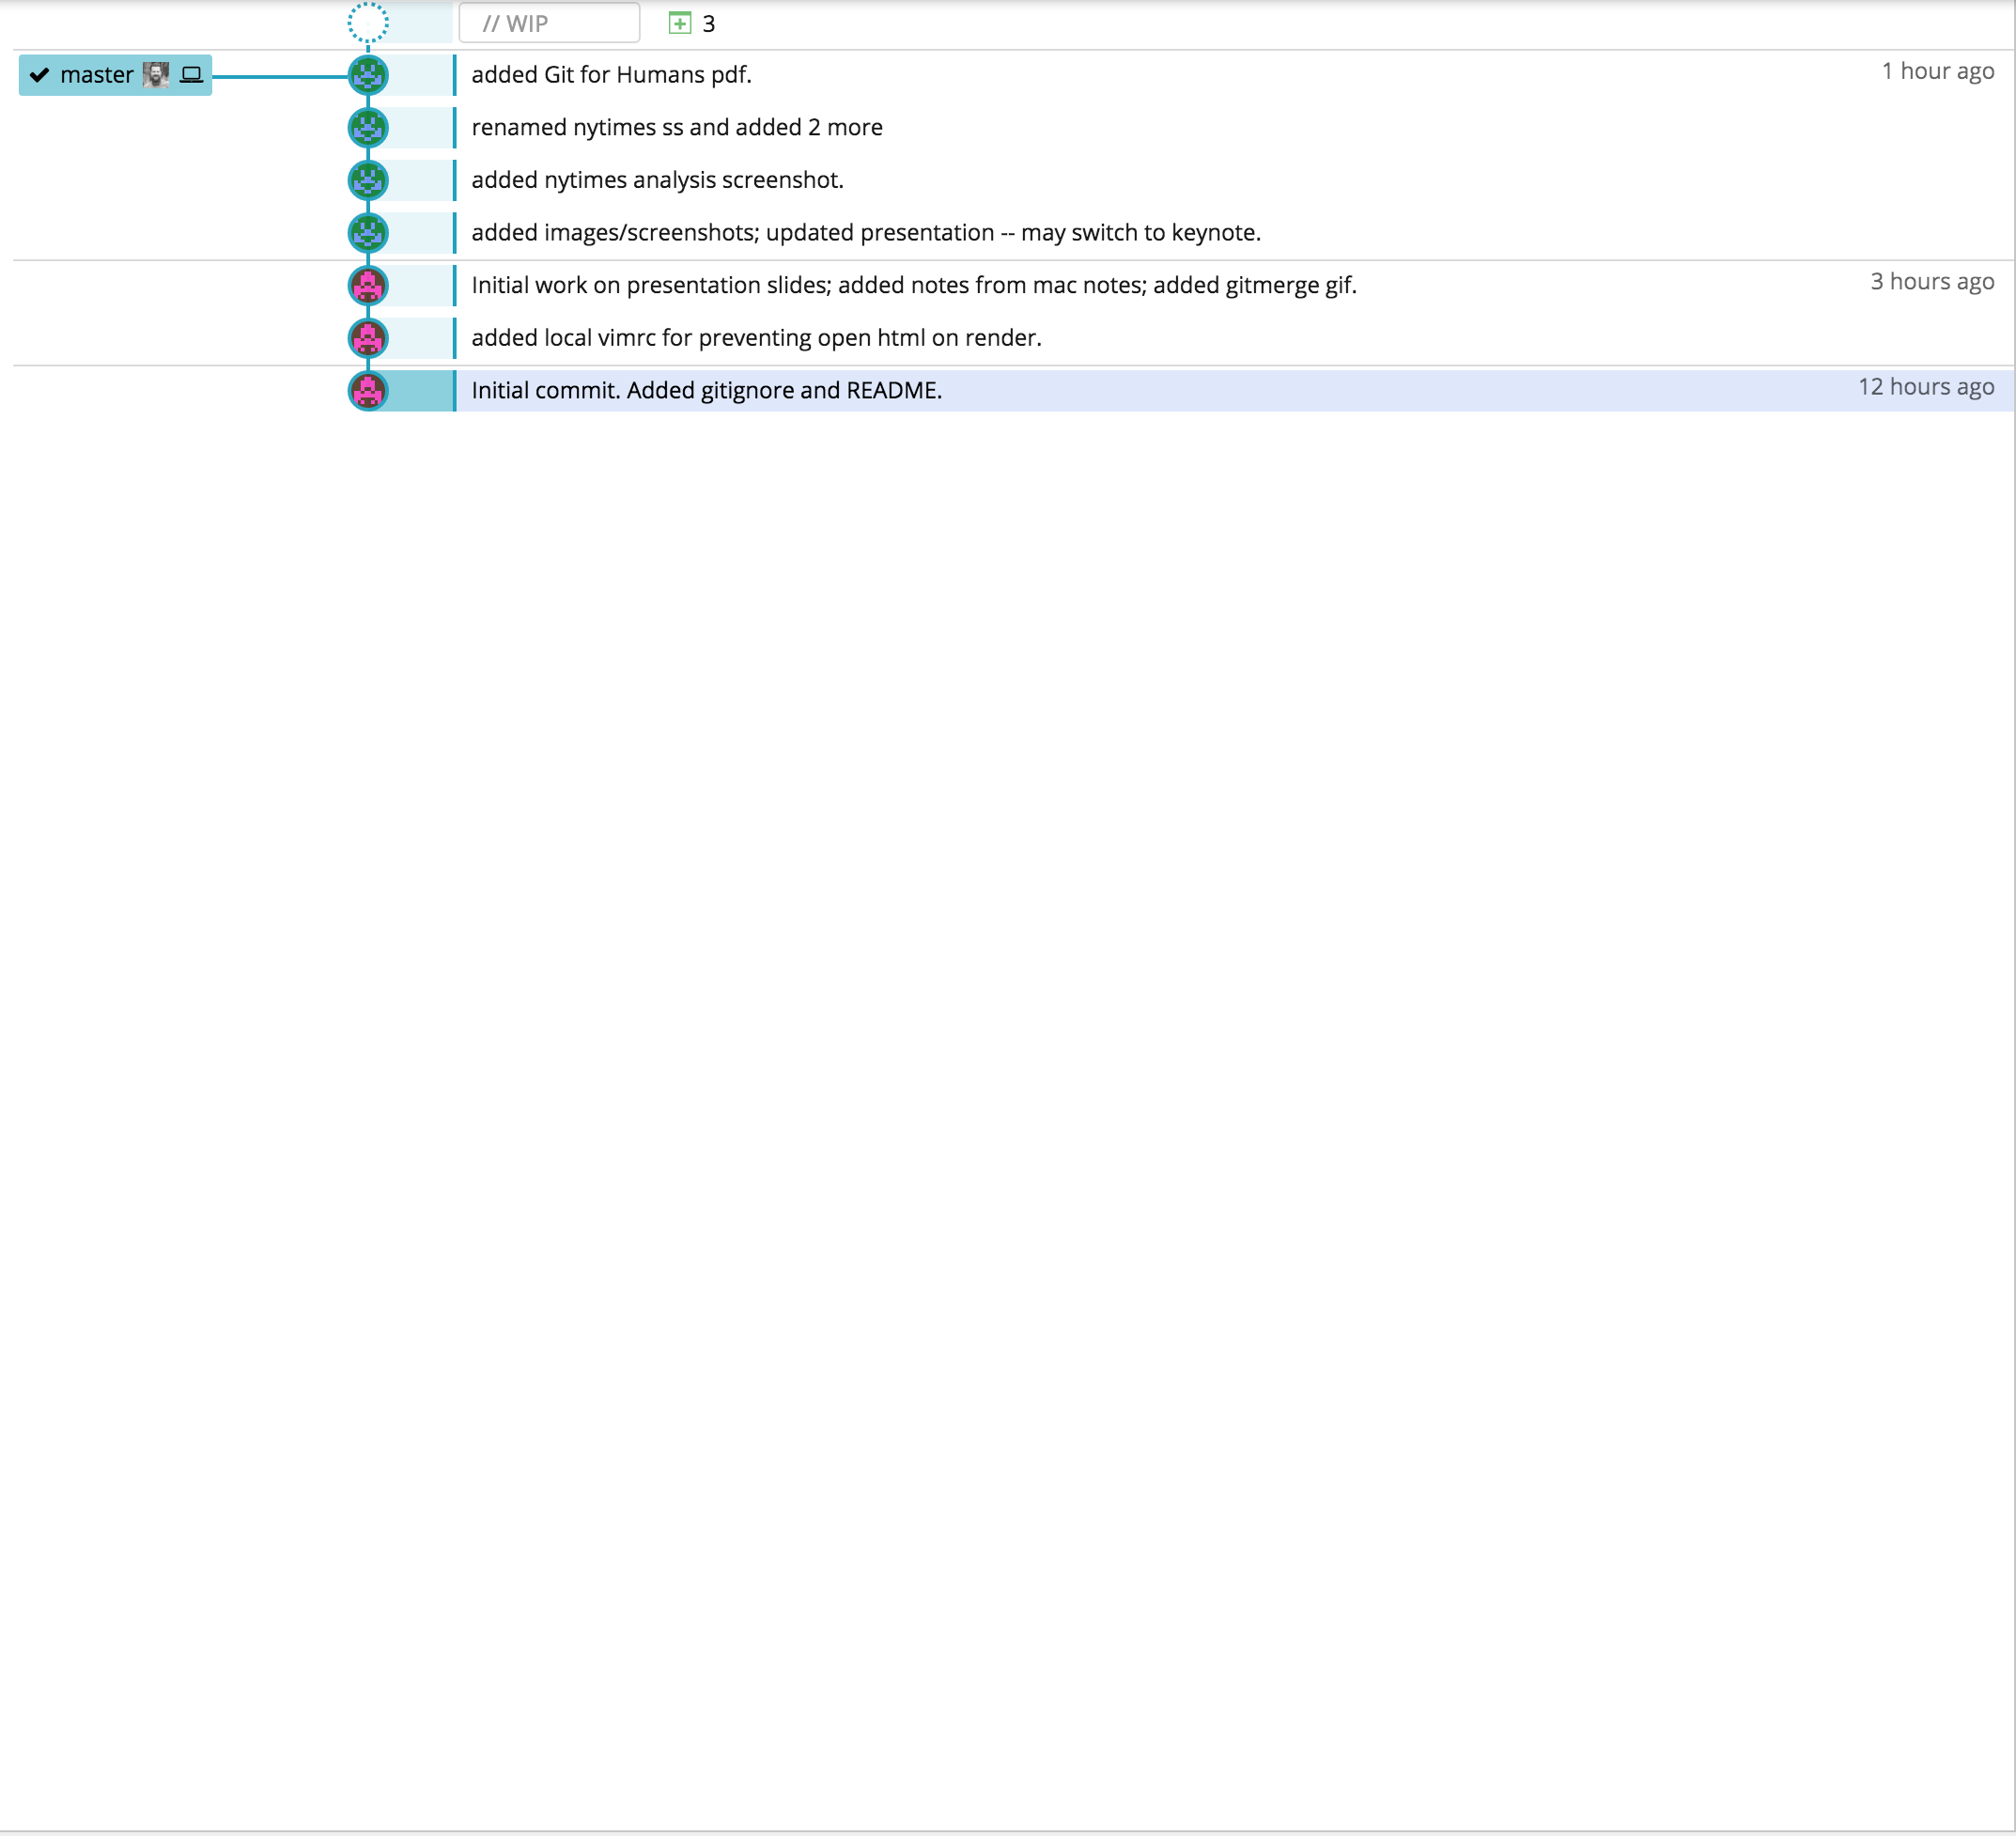 // WIP 3
master added Git for Humans pdf. 1 hour ago
renamed nytimes ss and added 2 more
added nytimes analysis screenshot.
added images/screenshots; updated presentation -- may switch to keynote.
Initial work on presentation slides; added notes from mac notes; added gitmerge gif. 3 hours ago
added local vimrc for preventing open html on render.
Initial commit. Added gitignore and README. 12 hours ago